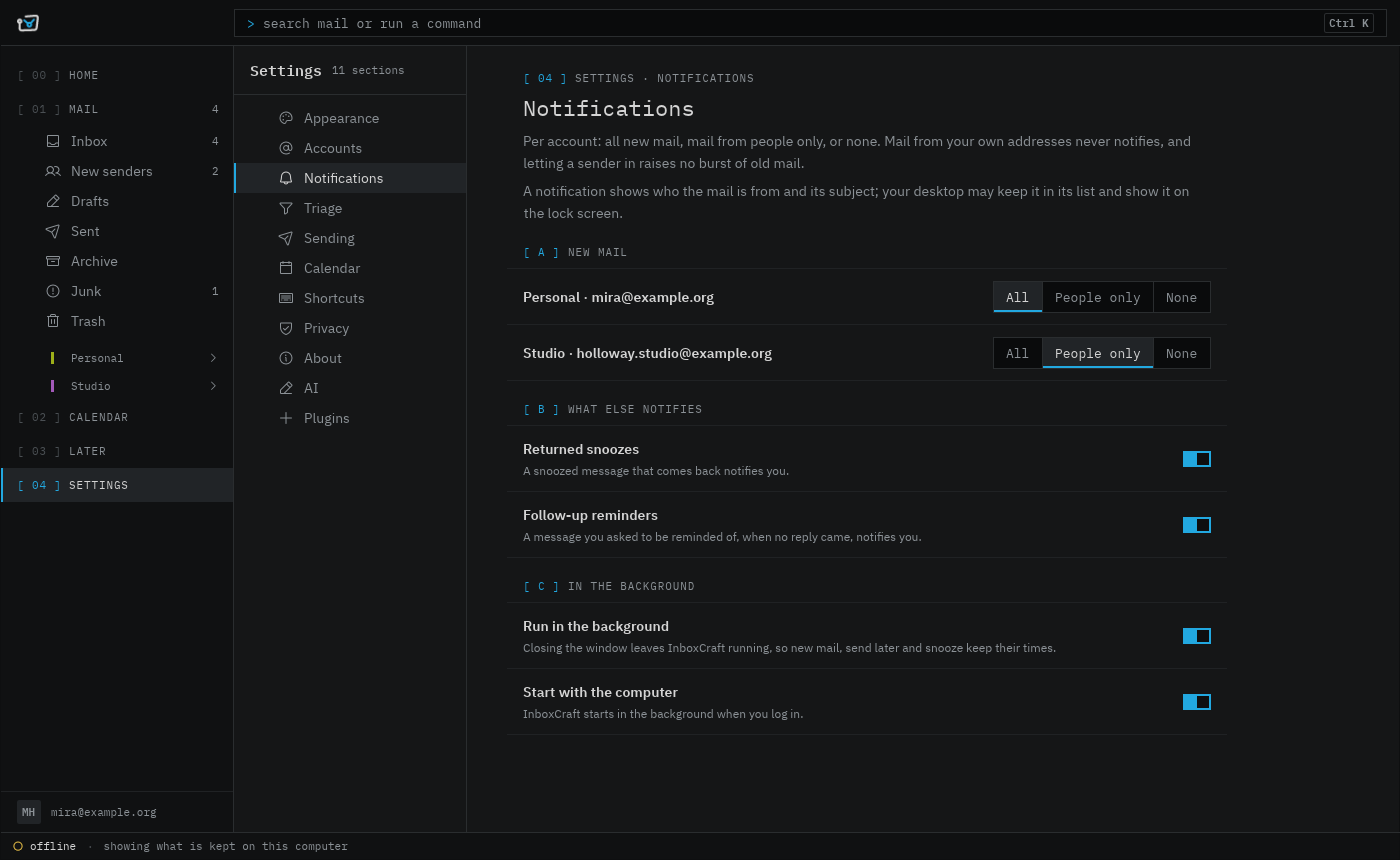 > search mail or run a command Ctrl K
[ 00 ] HOME
[ 01 ] MAIL 4
Inbox 4
New senders 2
Drafts
Sent
Archive
Junk 1
Trash
Personal
Studio
[ 02 ] CALENDAR
[ 03 ] LATER
[ 04 ] SETTINGS
MH mira@example.org
Settings 11 sections
Appearance
Accounts
Notifications
Triage
Sending
Calendar
Shortcuts
Privacy
About
AI
Plugins
[ 04 ] SETTINGS · NOTIFICATIONS
Notifications
Per account: all new mail, mail from people only, or none. Mail from your own addresses never notifies, and
letting a sender in raises no burst of old mail.
A notification shows who the mail is from and its subject; your desktop may keep it in its list and show it on
the lock screen.
[ A ] NEW MAIL
Personal · mira@example.org All People only None
Studio · holloway.studio@example.org All People only None
[ B ] WHAT ELSE NOTIFIES
Returned snoozes
A snoozed message that comes back notifies you.
Follow-up reminders
A message you asked to be reminded of, when no reply came, notifies you.
[ C ] IN THE BACKGROUND
Run in the background
Closing the window leaves InboxCraft running, so new mail, send later and snooze keep their times.
Start with the computer
InboxCraft starts in the background when you log in.
offline · showing what is kept on this computer